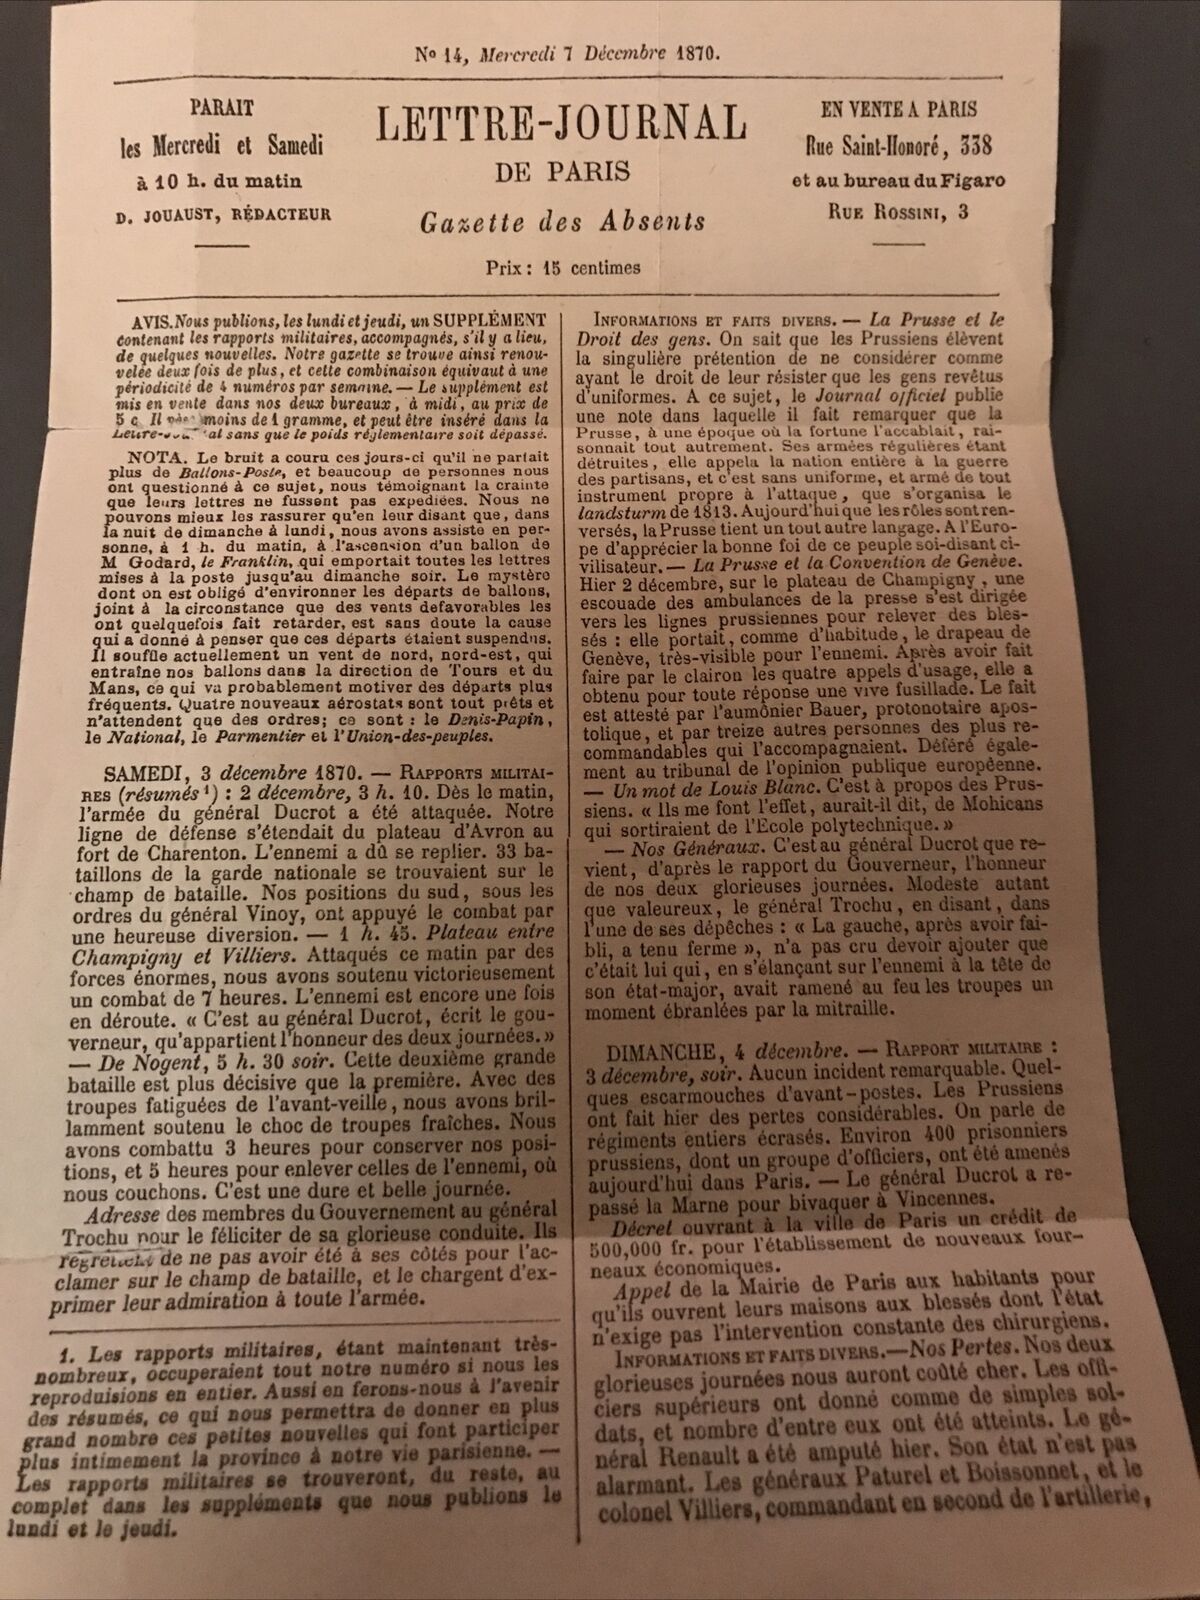 No 14, Mercredi 7 Décembre 1870.
PARAIT
les Mercredi et Samedi
à 10 h. du matin
D. JOUAUST, RÉDACTEUR
LETTRE-JOURNAL
DE PARIS
Gazette des Absents
Prix : 15 centimes
EN VENTE A PARIS
Rue Saint-Honoré, 338
et au bureau du Figaro
RUE ROSSINI, 3
AVIS. Nous publions, les lundi et jeudi, un SUPPLÉMENT
contenant les rapports militaires, accompagnés, s'il y a lieu,
de quelques nouvelles. Notre gazette se trouve ainsi renou-
velée deux fois de plus, et cette combinaison équivaut à une
périodicité de 4 numéros par semaine. — Le supplément est
mis en vente dans nos deux bureaux, à midi, au prix de
5 c. Il moins de 1 gramme, et peut être inséré dans la
sans que le poids réglementaire soit dépassé.
NOTA. Le bruit a couru ces jours-ci qu'il ne partait
plus de Ballons-Poste, et beaucoup de personnes nous
ont questionné à ce sujet, nous témoignant la crainte
que leurs lettres ne fussent pas expediées. Nous ne
pouvons mieux les rassurer qu'en leur disant que, dans
la nuit de dimanche à lundi, nous avons assiste en per-
sonne, à 1 h. du matin, à l'ascension d'un ballon de
M Godard, le Franklin, qui emportait toutes les lettres
mises à la poste jusqu'au dimanche soir. Le mystère
dont on est obligé d'environner les départs de ballons,
joint à la circonstance que des vents defavorables les
ont quelquefois fait retarder, est sans doute la cause
qui a donné à penser que ces départs étaient suspendus.
Il souffle actuellement un vent de nord, nord-est, qui
entraîne nos ballons dans la direction de Tours et du
Mans, ce qui va probablement motiver des départs plus
fréquents. Quatre nouveaux aérostats sont tout prêts et
n'attendent que des ordres; ce sont : le Denis-Papin,
le National, le Parmentier et l'Union-des-peuples.
SAMEDI, 3 décembre 1870. — RAPPORTS MILITAI-
RES (résumés¹) : 2 décembre, 3 h. 10. Dès le matin,
l'armée du général Ducrot a été attaquée. Notre
ligne de défense s'étendait du plateau d'Avron au
fort de Charenton. L'ennemi a dû se replier. 33 ba-
taillons de la garde nationale se trouvaient sur le
champ de bataille. Nos positions du sud, sous les
ordres du général Vinoy, ont appuyé le combat par
une heureuse diversion. — 1 h. 45. Plateau entre
Champigny et Villiers. Attaqués ce matin par des
forces énormes, nous avons soutenu victorieusement
un combat de 7 heures. L'ennemi est encore une fois
en déroute. « C'est au général Ducrot, écrit le gou-
verneur, qu'appartient l'honneur des deux journées. »
— De Nogent, 5 h. 30 soir. Cette deuxième grande
bataille est plus décisive que la première. Avec des
troupes fatiguées de l'avant-veille, nous avons bril-
lamment soutenu le choc de troupes fraîches. Nous
avons combattu 3 heures pour conserver nos posi-
tions, et 5 heures pour enlever celles de l'ennemi, où
nous couchons. C'est une dure et belle journée.
Adresse des membres du Gouvernement au général
Trochu pour le féliciter de sa glorieuse conduite. Ils
regrettent de ne pas avoir été à ses côtés pour l'ac-
clamer sur le champ de bataille, et le chargent d'ex-
primer leur admiration à toute l'armée.
1. Les rapports militaires, étant maintenant très-
nombreux, occuperaient tout notre numéro si nous les
reproduisions en entier. Aussi en ferons-nous à l'avenir
des résumés, ce qui nous permettra de donner en plus
grand nombre ces petites nouvelles qui font participer
plus intimement la province à notre vie parisienne. —
Les rapports militaires se trouveront, du reste, au
complet dans les suppléments que nous publions le
lundi et le jeudi.
INFORMATIONS ET FAITS DIVERS. — La Prusse et le
Droit des gens. On sait que les Prussiens élèvent
la singulière prétention de ne considérer comme
ayant le droit de leur résister que les gens revêtus
d'uniformes. A ce sujet, le Journal officiel publie
une note dans laquelle il fait remarquer que la
Prusse, à une époque où la fortune l'accablait, rai-
sonnait tout autrement. Ses armées régulières étant
détruites, elle appela la nation entière à la guerre
des partisans, et c'est sans uniforme, et armé de tout
instrument propre à l'attaque, que s'organisa le
landsturm de 1813. Aujourd'hui que les rôles sont ren-
versés, la Prusse tient un tout autre langage. A l'Euro-
pe d'apprécier la bonne foi de ce peuple soi-disant ci-
vilisateur. — La Prusse et la Convention de Genève.
Hier 2 décembre, sur le plateau de Champigny, une
escouade des ambulances de la presse s'est dirigée
vers les lignes prussiennes pour relever des bles-
sés : elle portait, comme d'habitude, le drapeau de
Genève, très-visible pour l'ennemi. Après avoir fait
faire par le clairon les quatre appels d'usage, elle a
obtenu pour toute réponse une vive fusillade. Le fait
est attesté par l'aumônier Bauer, protonotaire apos-
tolique, et par treize autres personnes des plus re-
commandables qui l'accompagnaient. Déféré égale-
ment au tribunal de l'opinion publique européenne.
— Un mot de Louis Blanc. C'est à propos des Prus-
siens. « Ils me font l'effet, aurait-il dit, de Mohicans
qui sortiraient de l'Ecole polytechnique. »
— Nos Généraux. C'est au général Ducrot que re-
vient, d'après le rapport du Gouverneur, l'honneur
de nos deux glorieuses journées. Modeste autant
que valeureux, le général Trochu, en disant, dans
l'une de ses dépêches : « La gauche, après avoir fai-
bli, a tenu ferme », n'a pas cru devoir ajouter que
c'était lui qui, en s'élançant sur l'ennemi à la tête de
son état-major, avait ramené au feu les troupes un
moment ébranlées par la mitraille.
DIMANCHE, 4 décembre. — RAPPORT MILITAIRE :
3 décembre, soir. Aucun incident remarquable. Quel-
ques escarmouches d'avant-postes. Les Prussiens
ont fait hier des pertes considérables. On parle de
régiments entiers écrasés. Environ 400 prisonniers
prussiens, dont un groupe d'officiers, ont été amenés
aujourd'hui dans Paris. — Le général Ducrot a re-
passé la Marne pour bivaquer à Vincennes.
Décret ouvrant à la ville de Paris un crédit de
500,000 fr. pour l'établissement de nouveaux four-
neaux économiques.
Appel de la Mairie de Paris aux habitants pour
qu'ils ouvrent leurs maisons aux blessés dont l'état
n'exige pas l'intervention constante des chirurgiens.
INFORMATIONS ET FAITS DIVERS. — Nos Pertes. Nos deux
glorieuses journées nous auront coûté cher. Les offi-
ciers supérieurs ont donné comme de simples sol-
dats, et nombre d'entre eux ont été atteints. Le gé-
néral Renault a été amputé hier. Son état n'est pas
alarmant. Les généraux Paturel et Boissonnet, et le
colonel Villiers, commandant en second de l'artillerie,